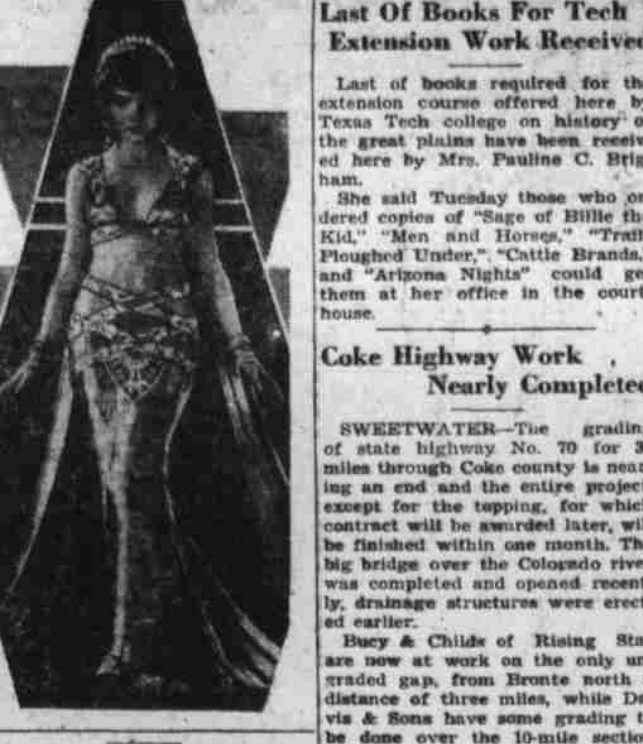 Last Of Books For Tech
Extension Work Receive
Last of books required for th
extension course offered here b
Texas Tech college on history o
the great plains have been receiv
ed here by Mrs. Pauline C. Brig
ham.
She said Tuesday those who or
dered copies of "Sage of Billie the
Kid," "Men and Horses," "Trail
Ploughed Under," "Cattle Brands,
and "Arizona Nights" could ge
them at her office in the court
house.
Coke Highway Work
Nearly Complete
SWEETWATER—The gradin
of state highway No. 70 for 3
miles through Coke county is near
ing an end and the entire project
except for the topping, for which
contract will be awarded later, wil
be finished within one month. The
big bridge over the Colorado rive
was completed and opened recent
ly, drainage structures were erect
ed earlier.
Bucy & Childs of Rising Sta
are now at work on the only un
graded gap, from Bronte north
distance of three miles, while Da
vis & Sons have some grading t
be done over the 10-mile sectio